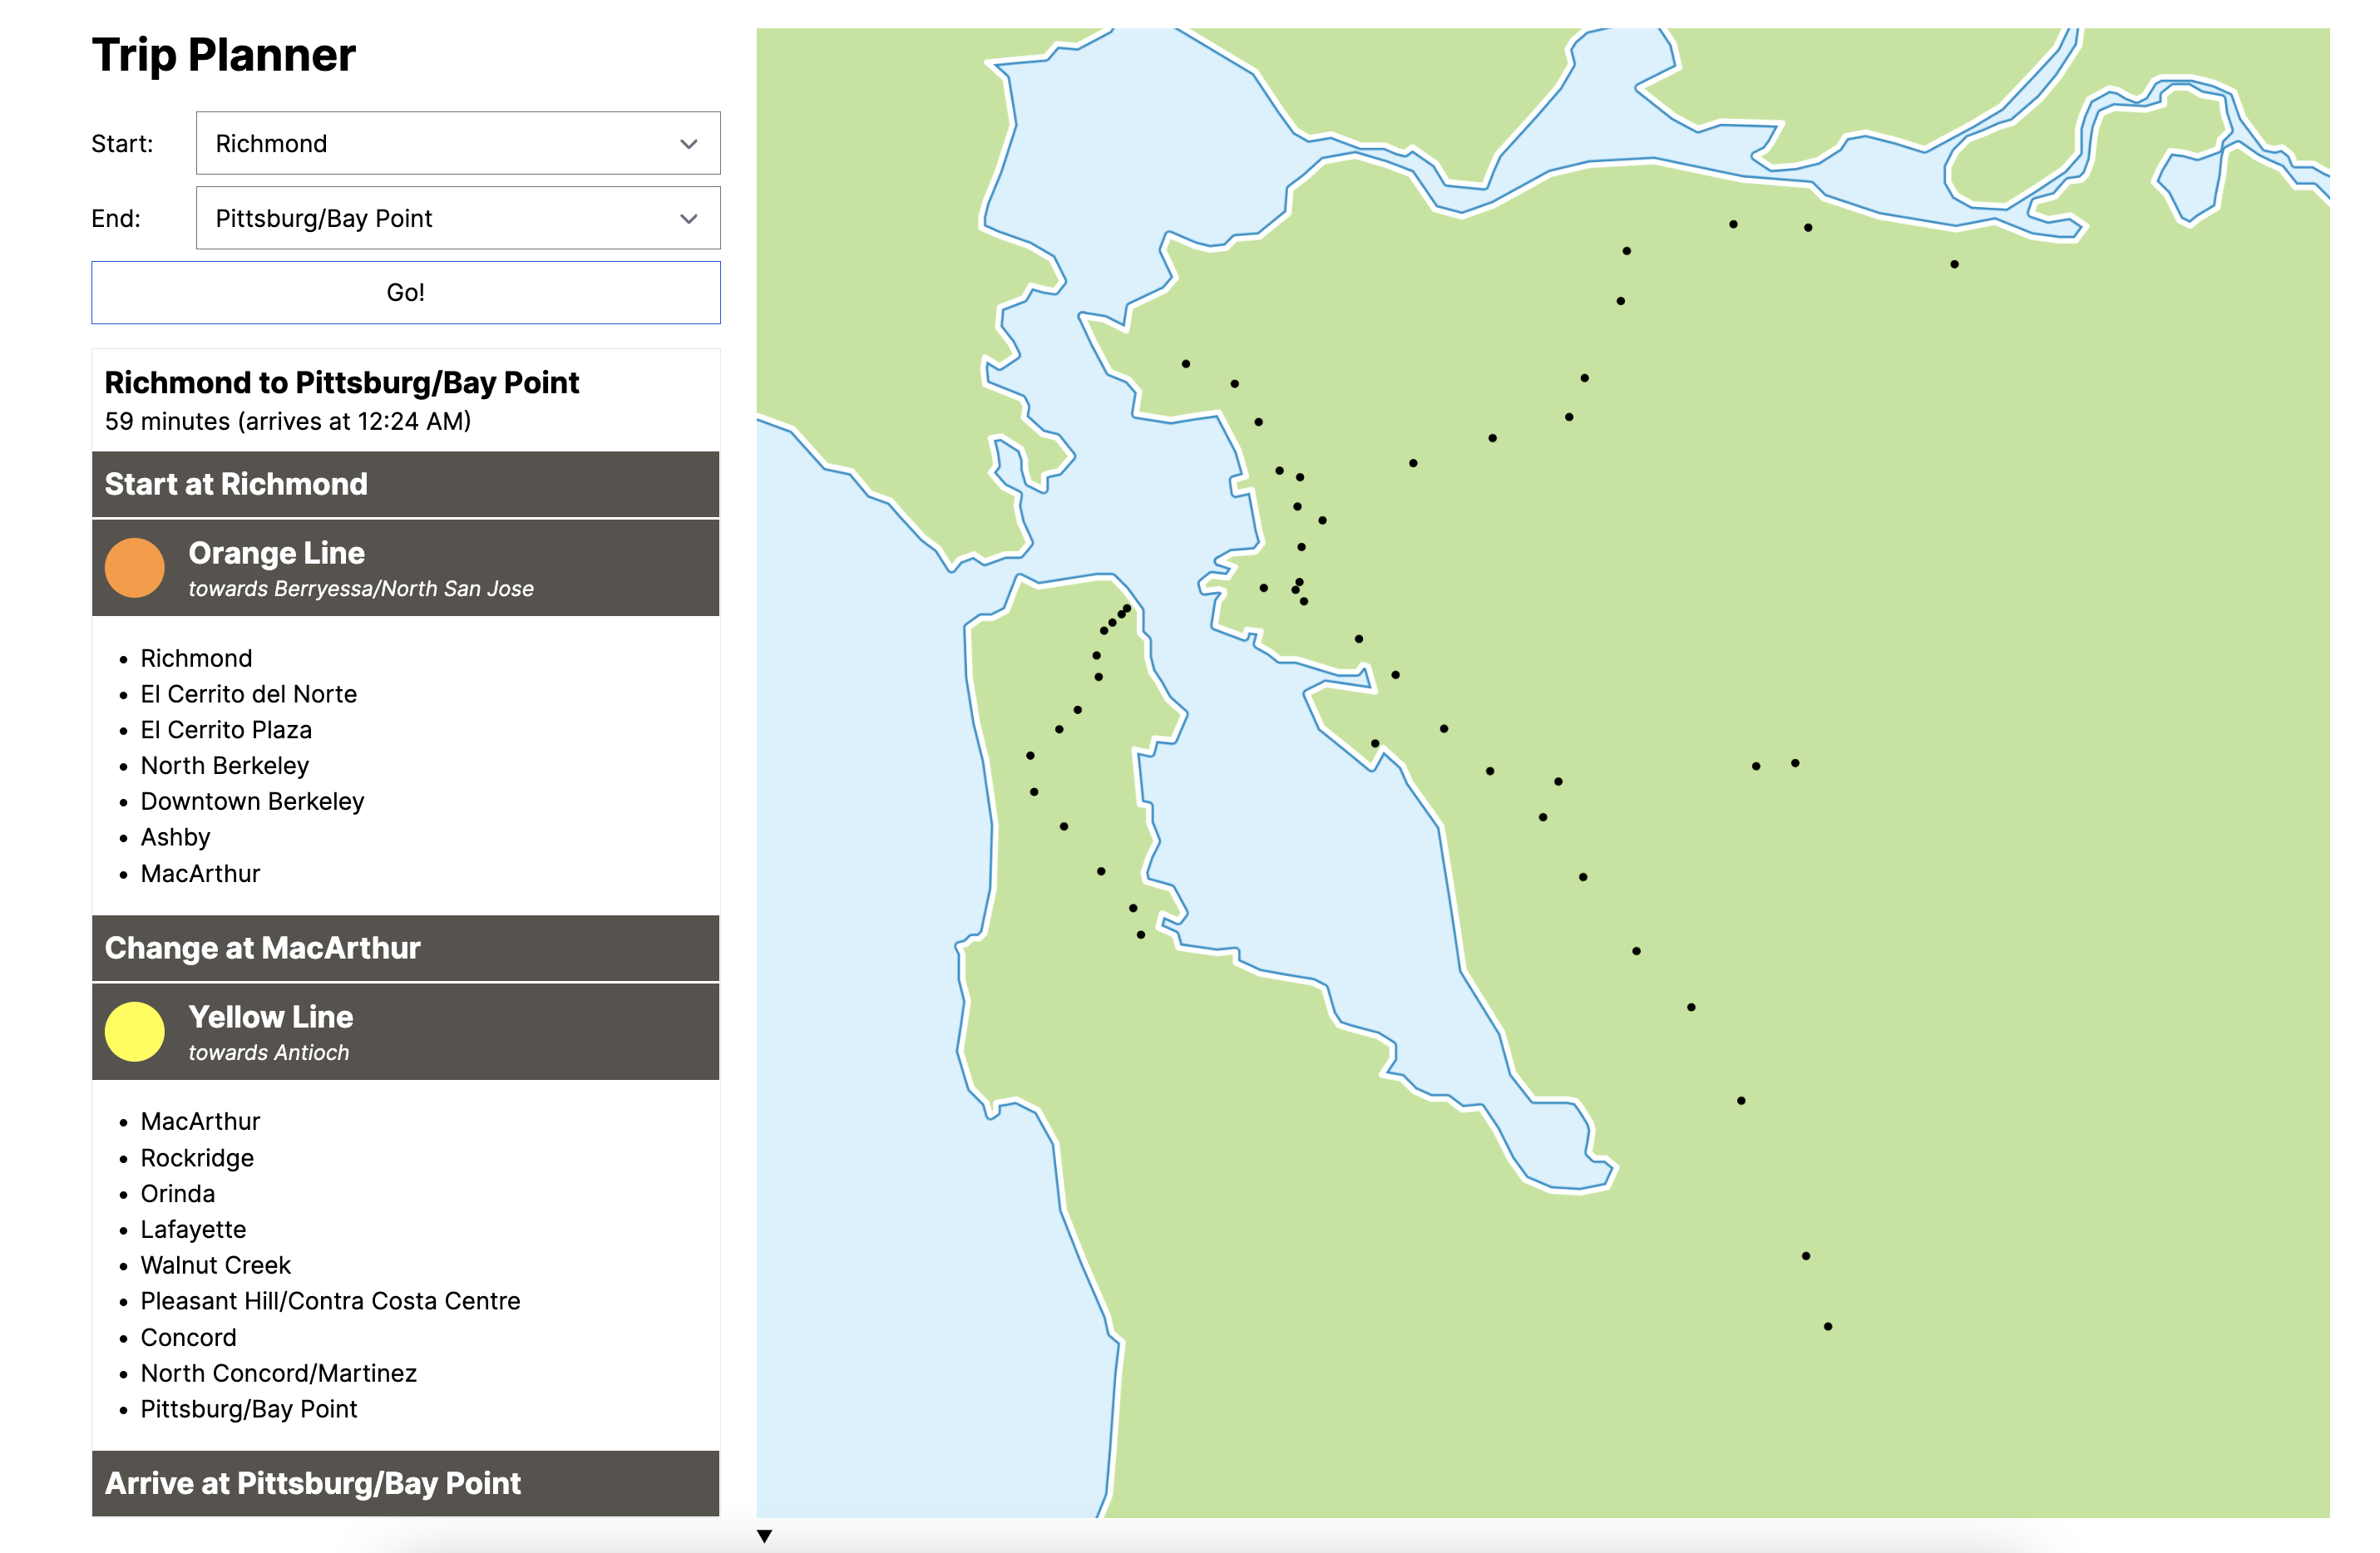 Trip Planner
Start:
Richmond
End:
Pittsburg/Bay Point
Go!
Richmond to Pittsburg/Bay Point
59 minutes (arrives at 12:24 AM)
Start at Richmond
Orange Line
towards Berryessa/North San Jose
Richmond
El Cerrito del Norte
El Cerrito Plaza
North Berkeley
Downtown Berkeley
Ashby
MacArthur
Change at MacArthur
Yellow Line
towards Antioch
MacArthur
Rockridge
Orinda
Lafayette
Walnut Creek
Pleasant Hill/Contra Costa Centre
Concord
North Concord/Martinez
Pittsburg/Bay Point
Arrive at Pittsburg/Bay Point